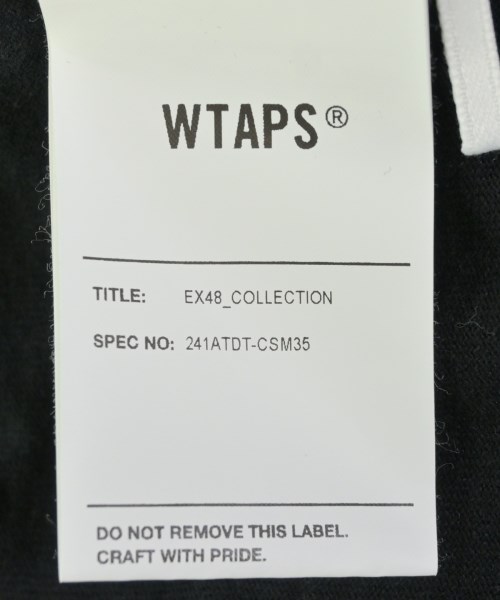 WTAPS®
TITLE: EX48_COLLECTION
SPEC NO: 241ATDT-CSM35
DO NOT REMOVE THIS LABEL.
CRAFT WITH PRIDE.